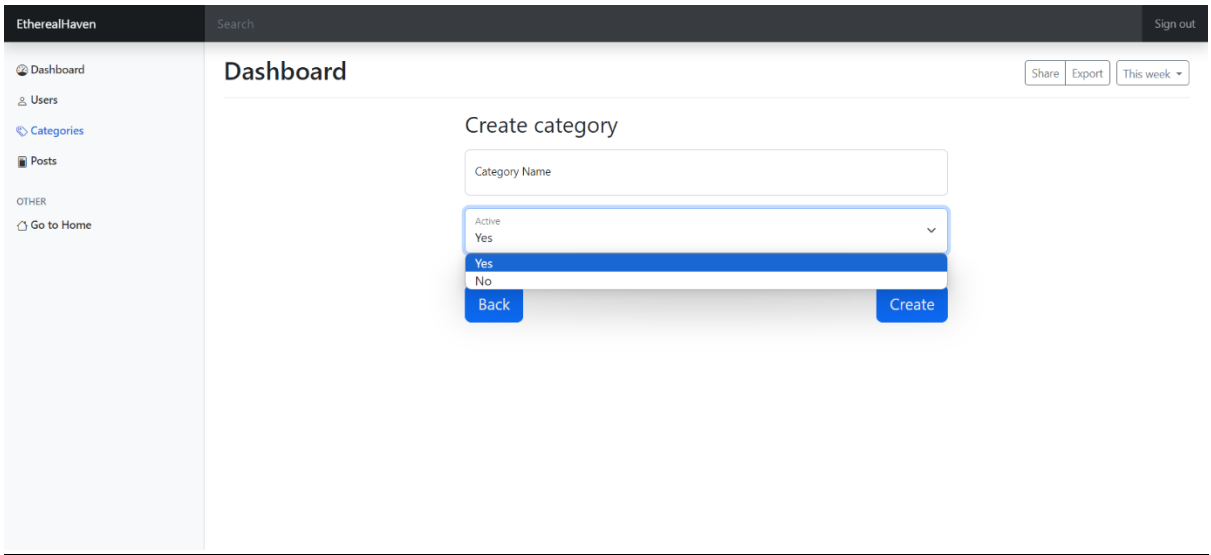 EtherealHaven
Search
Sign out
Dashboard
Users
Categories
Posts
OTHER
Go to Home
Dashboard
Share
Export
This week
Create category
Category Name
Active
Yes
Yes
No
Back
Create